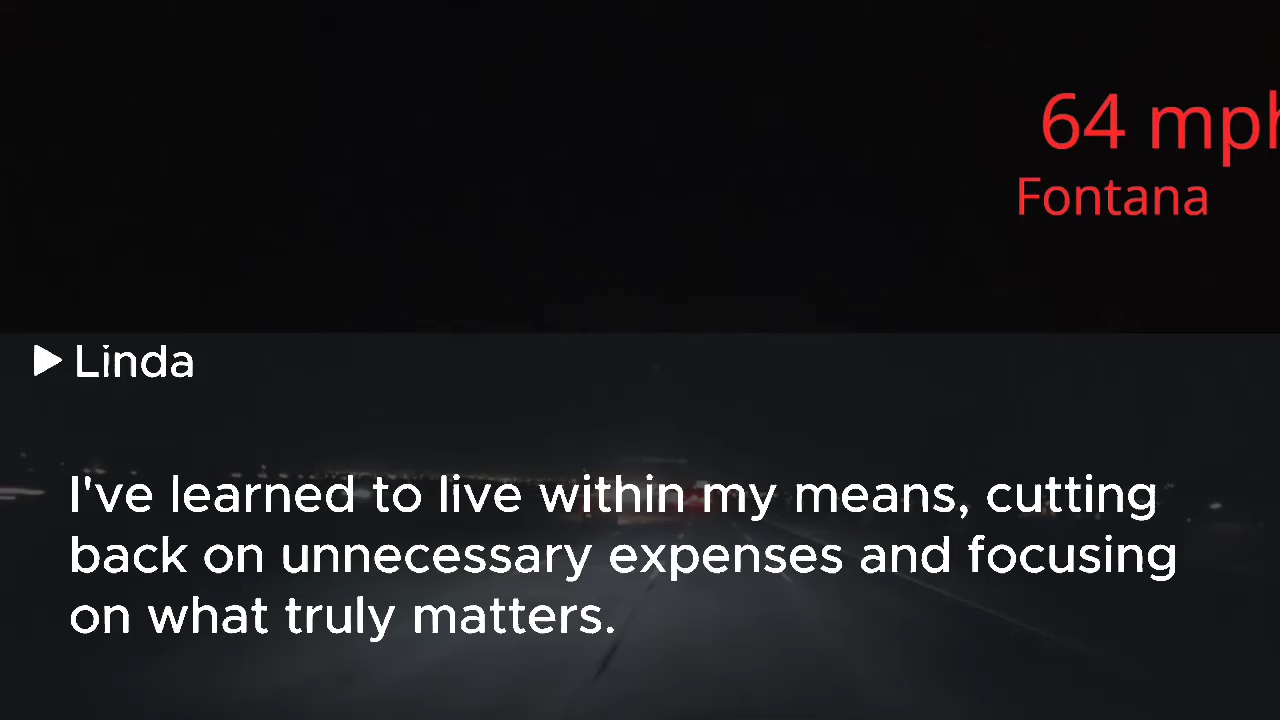 64 mph
Fontana
Linda
I've learned to live within my means, cutting
back on unnecessary expenses and focusing
on what truly matters.